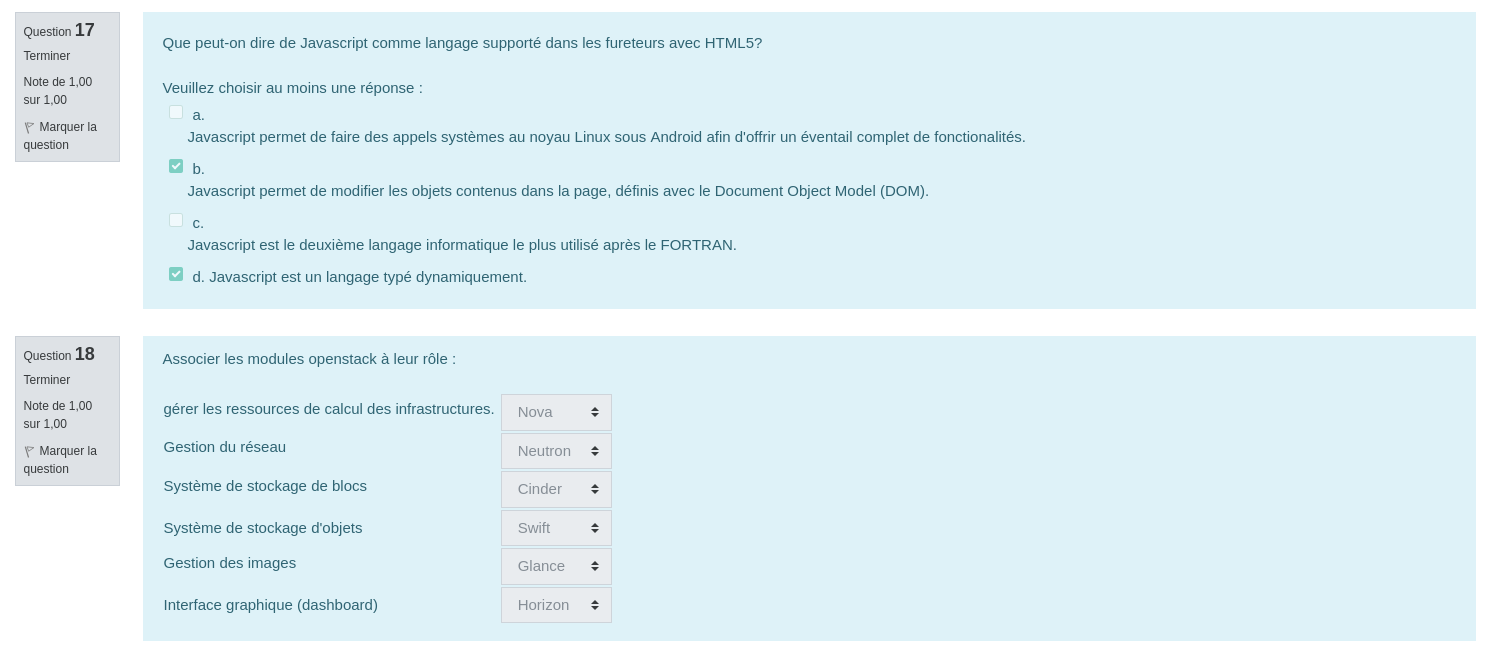 Question 17
Terminer
Note de 1,00
sur 1,00
Marquer la
question
Que peut-on dire de Javascript comme langage supporté dans les fureteurs avec HTML5?
Veuillez choisir au moins une réponse :
a.
Javascript permet de faire des appels systèmes au noyau Linux sous Android afin d'offrir un éventail complet de fonctionalités.
b.
Javascript permet de modifier les objets contenus dans la page, définis avec le Document Object Model (DOM).
c.
Javascript est le deuxième langage informatique le plus utilisé après le FORTRAN.
d. Javascript est un langage typé dynamiquement.
Question 18
Terminer
Note de 1,00
sur 1,00
Marquer la
question
Associer les modules openstack à leur rôle :
gérer les ressources de calcul des infrastructures. Nova
Gestion du réseau Neutron
Système de stockage de blocs Cinder
Système de stockage d'objets Swift
Gestion des images Glance
Interface graphique (dashboard) Horizon